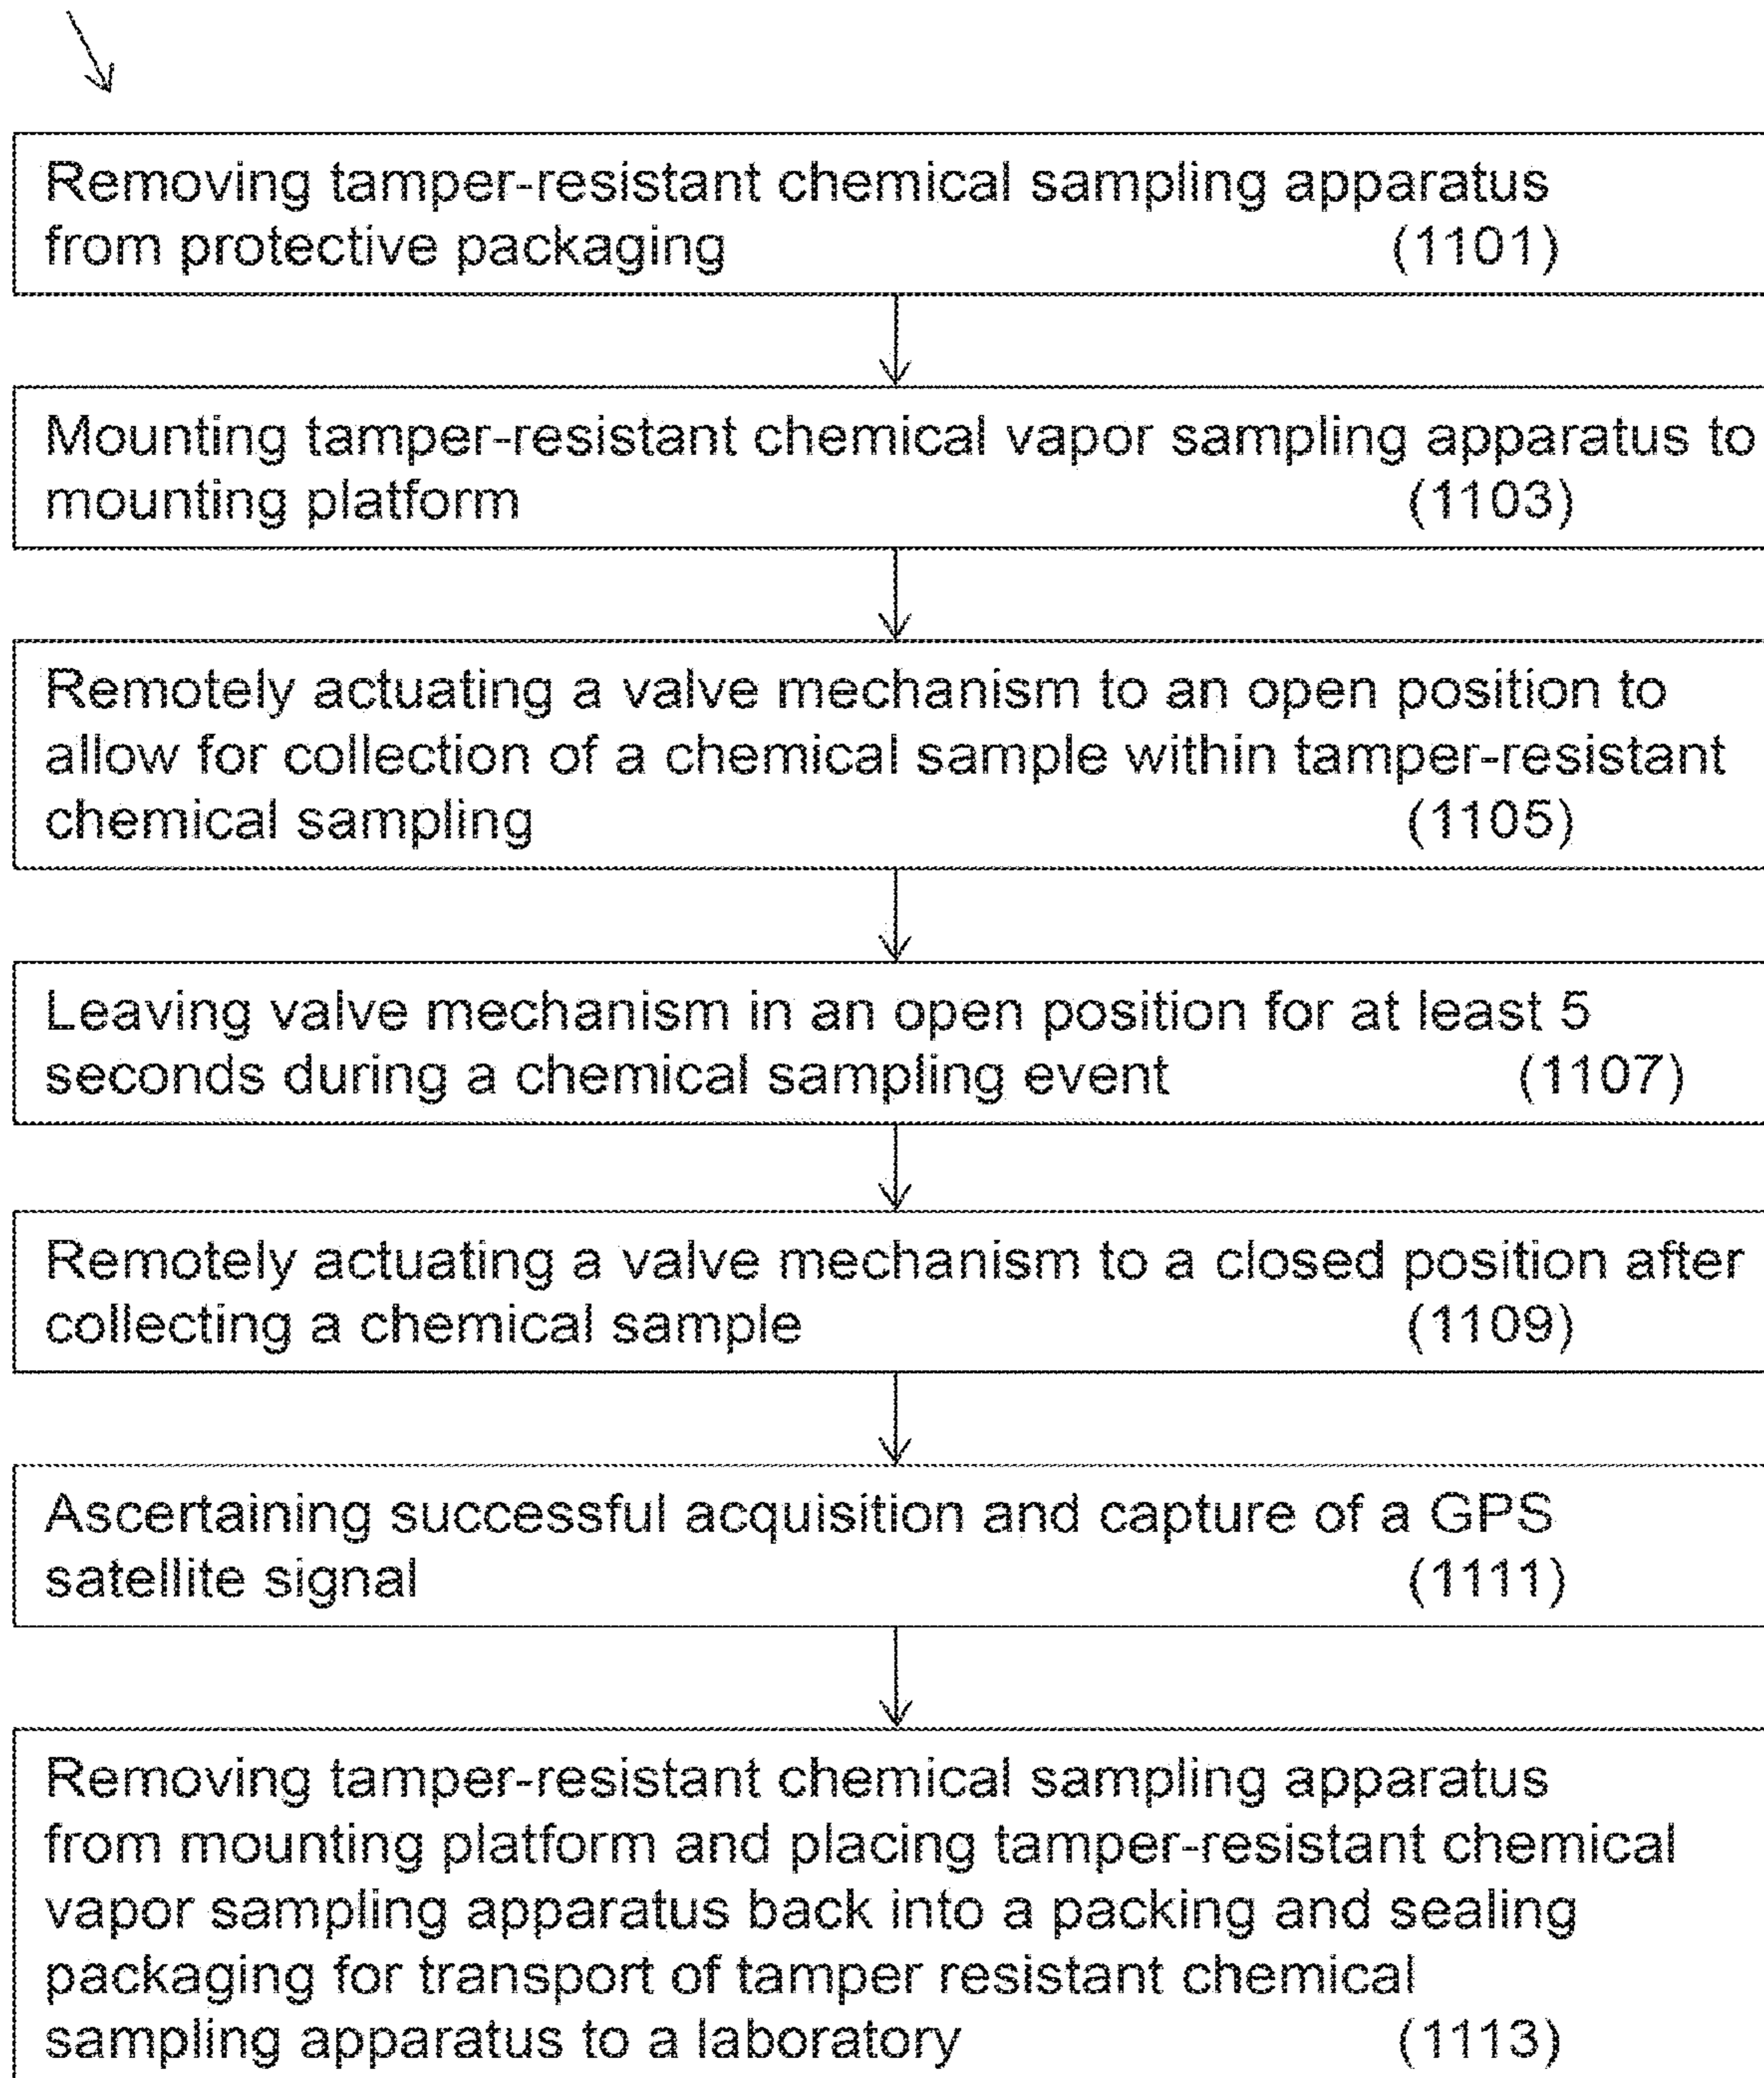 Removing tamper-resistant chemical sampling apparatus
from protective packaging (1101)
Mounting tamper-resistant chemical vapor sampling apparatus to
mounting platform (1103)
Remotely actuating a valve mechanism to an open position to
allow for collection of a chemical sample within tamper-resistant
chemical sampling (1105)
Leaving valve mechanism in an open position for at least 5
seconds during a chemical sampling event (1107)
Remotely actuating a valve mechanism to a closed position after
collecting a chemical sample (1109)
Ascertaining successful acquisition and capture of a GPS
satellite signal (1111)
Removing tamper-resistant chemical sampling apparatus
from mounting platform and placing tamper-resistant chemical
vapor sampling apparatus back into a packing and sealing
packaging for transport of tamper resistant chemical
sampling apparatus to a laboratory (1113)